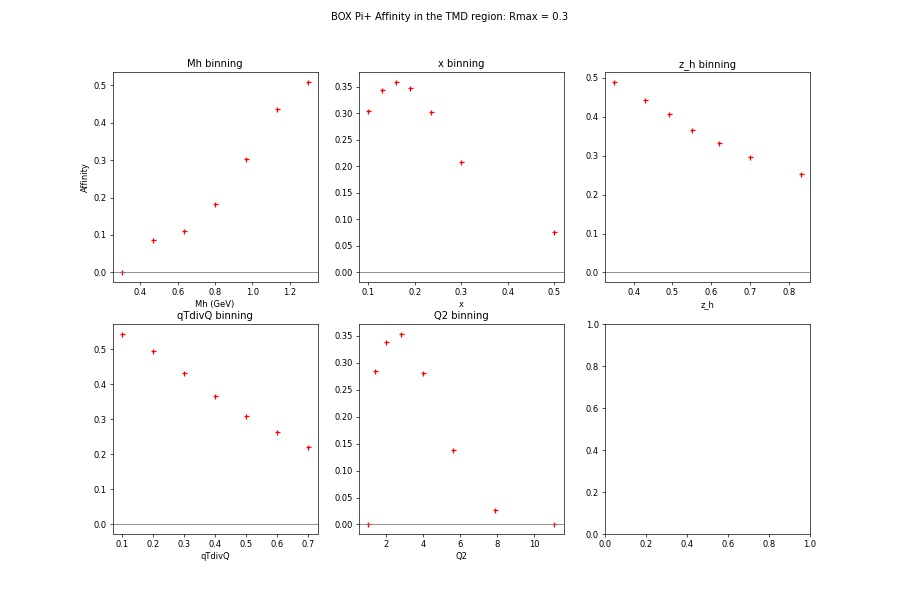 BOX Pi+ Affinity in the TMD region: Rmax = 0.3
Mh binning
0.5
0.4
0.3
0.2
0.1
0.0
Affinity
0.4 0.6 0.8 1.0 1.2
Mh (GeV)
x binning
0.35
0.30
0.25
0.20
0.15
0.10
0.05
0.00
0.1 0.2 0.3 0.4 0.5
x
z_h binning
0.5
0.4
0.3
0.2
0.1
0.0
0.4 0.5 0.6 0.7 0.8
z_h
qTdivQ binning
0.5
0.4
0.3
0.2
0.1
0.0
0.1 0.2 0.3 0.4 0.5 0.6 0.7
qTdivQ
Q2 binning
0.35
0.30
0.25
0.20
0.15
0.10
0.05
0.00
2 4 6 8 10
Q2
1.0
0.8
0.6
0.4
0.2
0.0
0.0 0.2 0.4 0.6 0.8 1.0